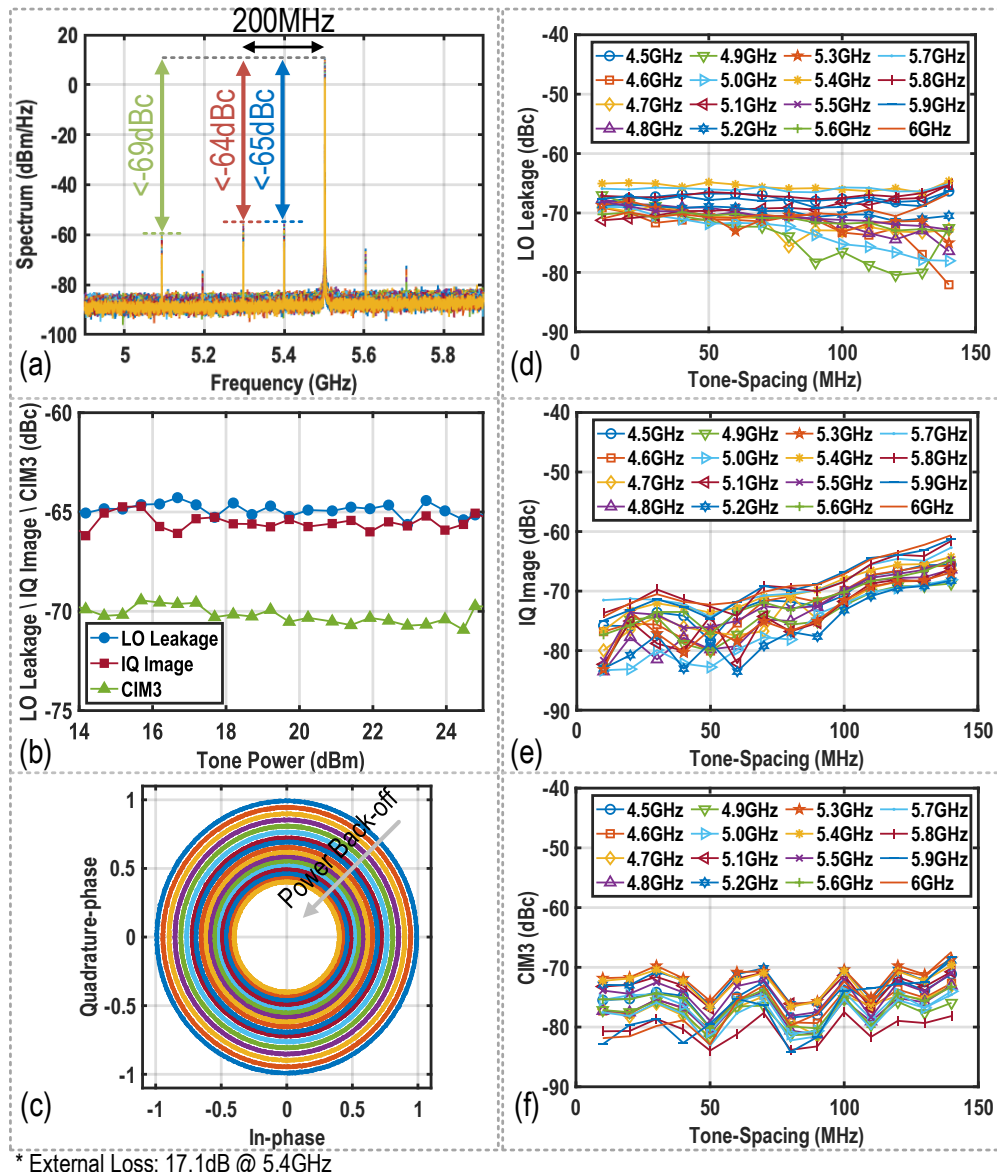 200MHz
20
0
-20
-40
-60
-80
-100
Spectrum (dBm/Hz)
<-69dBc
<-64dBc
<-65dBc
5
5.2
5.4
5.6
5.8
Frequency (GHz)
(a)
-60
-65
-70
-75
LO Leakage \ IQ Image \ CIM3 (dBc)
LO Leakage
IQ Image
CIM3
14
16
18
20
22
24
Tone Power (dBm)
(b)
1
0.5
0
-0.5
-1
Quadrature-phase
Power Back-off
-1
-0.5
0
0.5
1
In-phase
(c)
* External Loss: 17.1dB @ 5.4GHz
-40
-50
-60
-70
-80
-90
LO Leakage (dBc)
4.5GHz 4.9GHz 5.3GHz 5.7GHz
4.6GHz 5.0GHz 5.4GHz 5.8GHz
4.7GHz 5.1GHz 5.5GHz 5.9GHz
4.8GHz 5.2GHz 5.6GHz 6GHz
0
50
100
150
Tone-Spacing (MHz)
(d)
-40
-50
-60
-70
-80
-90
IQ Image (dBc)
4.5GHz 4.9GHz 5.3GHz 5.7GHz
4.6GHz 5.0GHz 5.4GHz 5.8GHz
4.7GHz 5.1GHz 5.5GHz 5.9GHz
4.8GHz 5.2GHz 5.6GHz 6GHz
0
50
100
150
Tone-Spacing (MHz)
(e)
-40
-50
-60
-70
-80
-90
CIM3 (dBc)
4.5GHz 4.9GHz 5.3GHz 5.7GHz
4.6GHz 5.0GHz 5.4GHz 5.8GHz
4.7GHz 5.1GHz 5.5GHz 5.9GHz
4.8GHz 5.2GHz 5.6GHz 6GHz
0
50
100
150
Tone-Spacing (MHz)
(f)